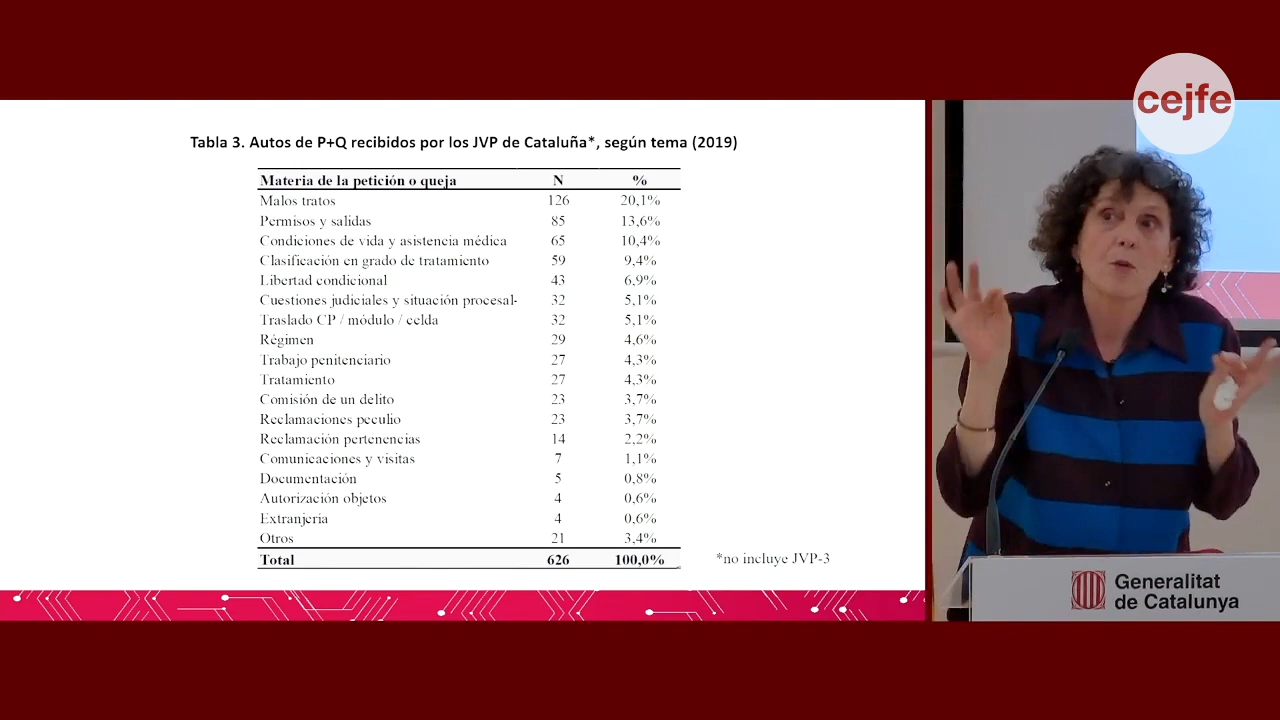 cejfe
Tabla 3. Autos de P+Q recibidos por los JVP de Cataluña*, según tema (2019)
Materia de la petición o queja N %
Malos tratos 126 20,1%
Permisos y salidas 85 13,6%
Condiciones de vida y asistencia médica 65 10,4%
Clasificación en grado de tratamiento 59 9,4%
Libertad condicional 43 6,9%
Cuestiones judiciales y situación procesal- 32 5,1%
Traslado CP / módulo / celda 32 5,1%
Régimen 29 4,6%
Trabajo penitenciario 27 4,3%
Tratamiento 27 4,3%
Comisión de un delito 23 3,7%
Reclamaciones peculio 23 3,7%
Reclamación pertenencias 14 2,2%
Comunicaciones y visitas 7 1,1%
Documentación 5 0,8%
Autorización objetos 4 0,6%
Extranjería 4 0,6%
Otros 21 3,4%
Total 626 100,0%
*no incluye JVP-3
Generalitat
de Catalunya